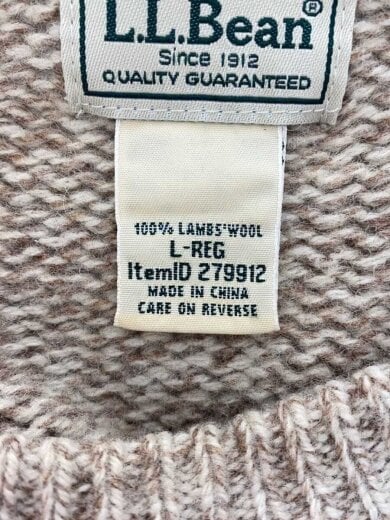 L.L.Bean®
Since 1912
QUALITY GUARANTEED
100% LAMBS'WOOL
L-REG
ItemID 279912
MADE IN CHINA
CARE ON REVERSE